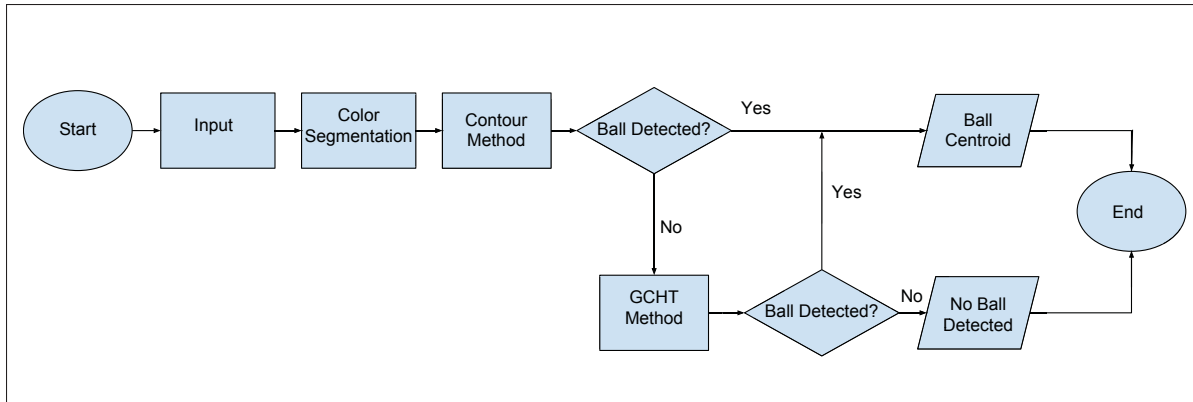 Start
Input
Color
Segmentation
Contour
Method
Ball Detected?
Yes
Ball
Centroid
End
No
Yes
GCHT
Method
Ball Detected?
No
No Ball
Detected